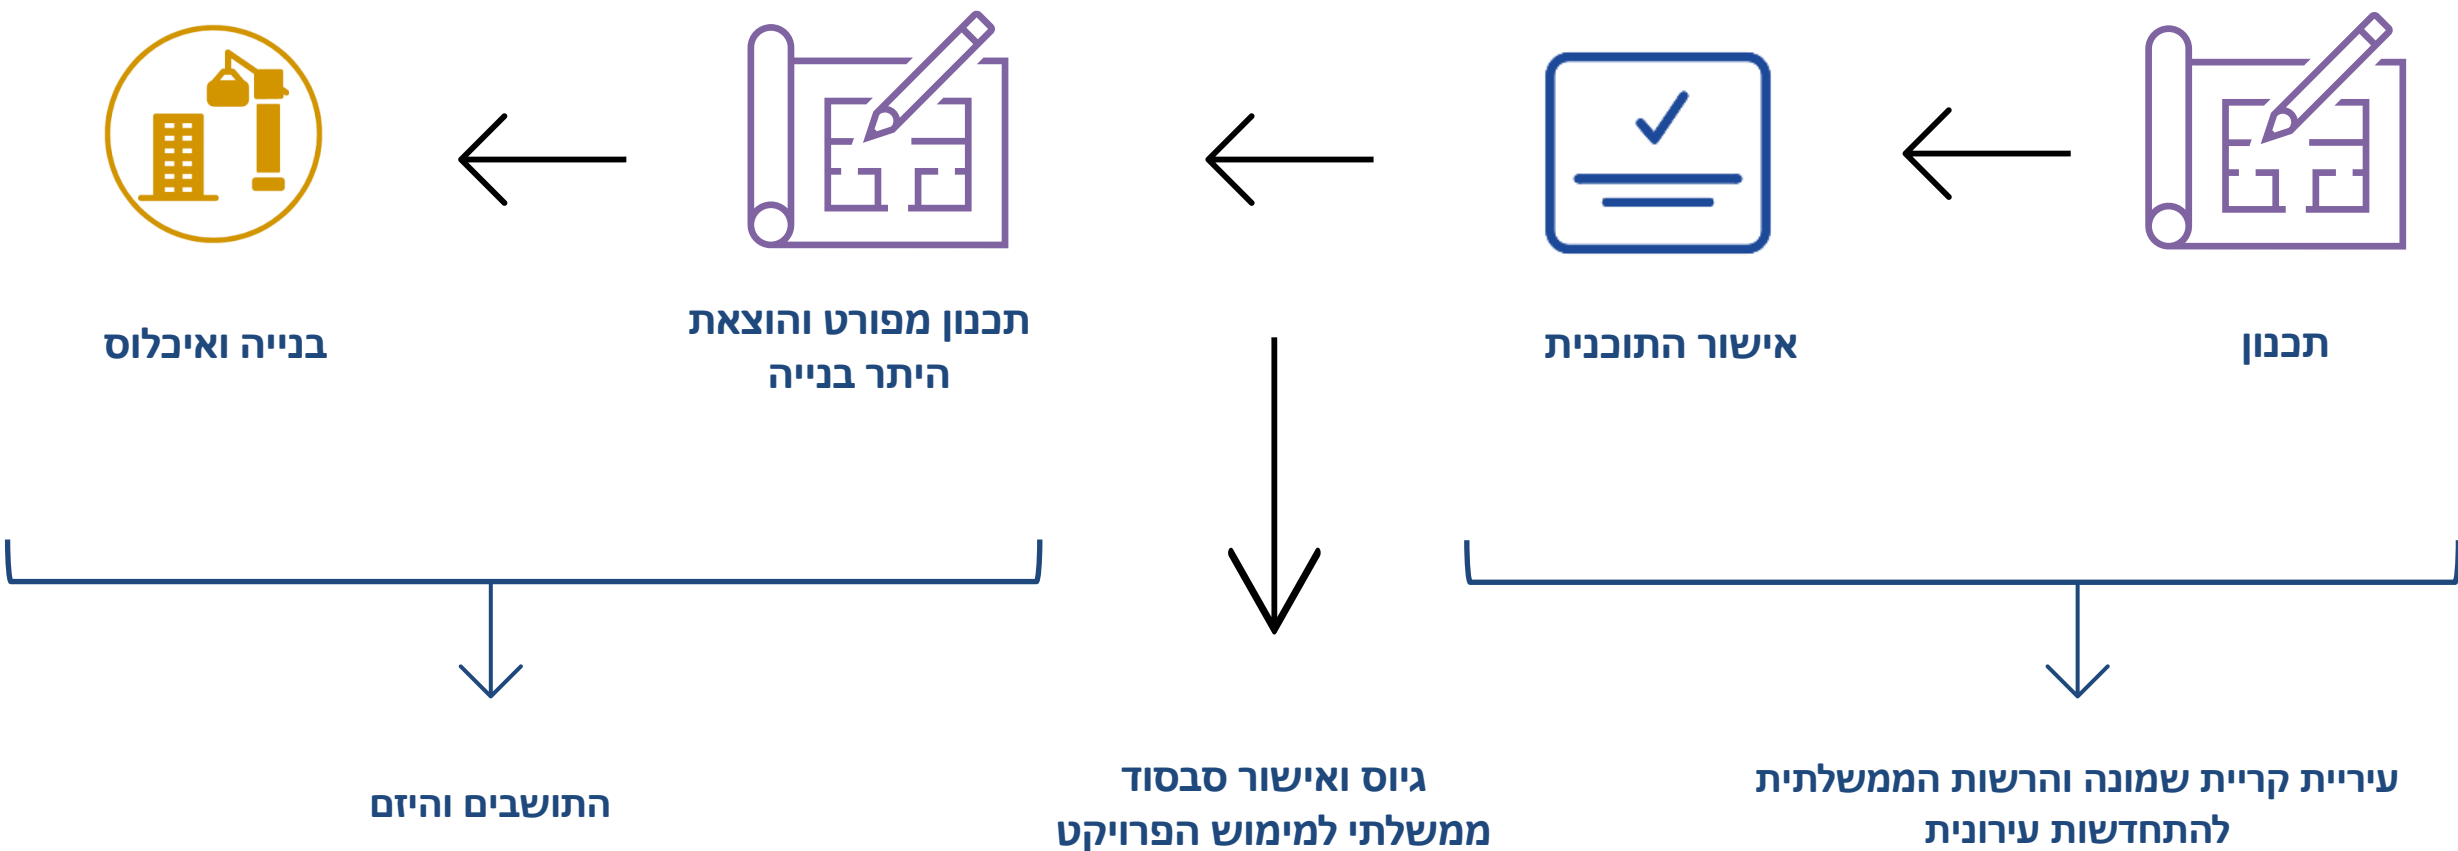 תכנון
אישור התוכנית
תכנון מפורט והוצאת
היתר בנייה
בנייה ואיכלוס
עיריית קריית שמונה והרשות הממשלתית
להתחדשות עירונית
גיוס ואישור סבסוד
ממשלתי למימוש הפרויקט
התושבים והיזם